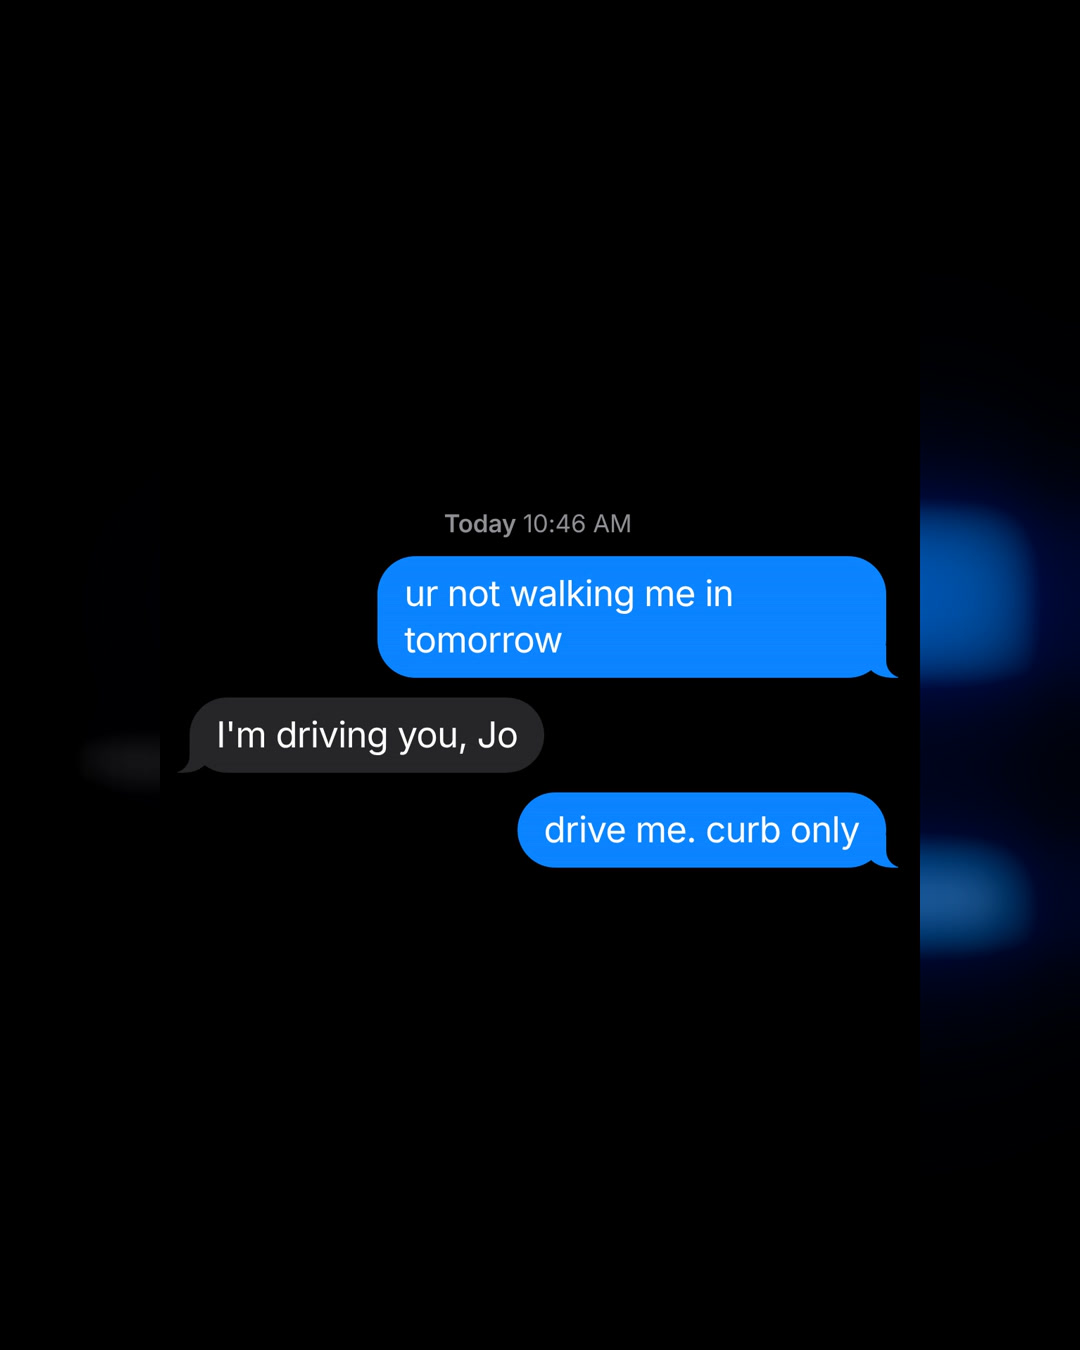 Today 10:46 AM
ur not walking me in
tomorrow
I'm driving you, Jo
drive me. curb only